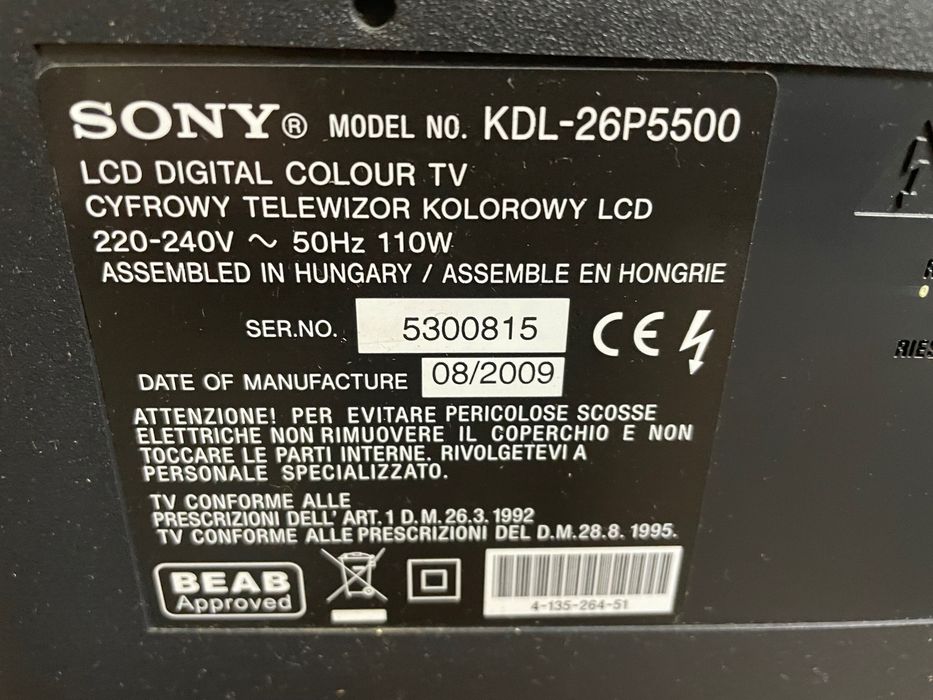 SONY® MODEL NO. KDL-26P5500
LCD DIGITAL COLOUR TV
CYFROWY TELEWIZOR KOLOROWY LCD
220-240V ~ 50Hz 110W
ASSEMBLED IN HUNGARY / ASSEMBLE EN HONGRIE
SER.NO. 5300815
CE
DATE OF MANUFACTURE 08/2009
ATTENZIONE! PER EVITARE PERICOLOSE SCOSSE
ELETTRICHE NON RIMUOVERE IL COPERCHIO E NON
TOCCARE LE PARTI INTERNE. RIVOLGETEVI A
PERSONALE SPECIALIZZATO.
TV CONFORME ALLE
PRESCRIZIONI DELL' ART.1 D.M.26.3.1992
TV CONFORME ALLE PRESCRIZIONI DEL D.M.28.8.1995.
BEAB
Approved
4-135-264-51